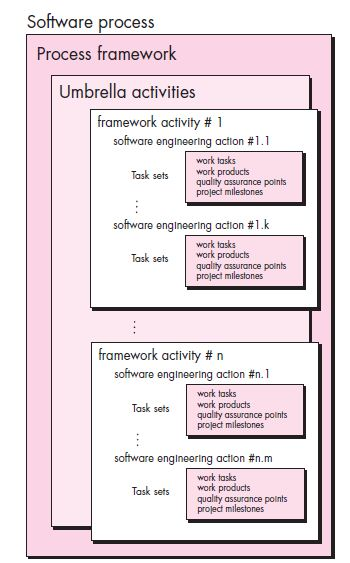 Software process
Process framework
Umbrella activities
framework activity # 1
software engineering action #1.1
Task sets
work tasks
work products
quality assurance points
project milestones
software engineering action #1.k
Task sets
work tasks
work products
quality assurance points
project milestones
framework activity # n
software engineering action #n.1
Task sets
work tasks
work products
quality assurance points
project milestones
software engineering action #n.m
Task sets
work tasks
work products
quality assurance points
project milestones